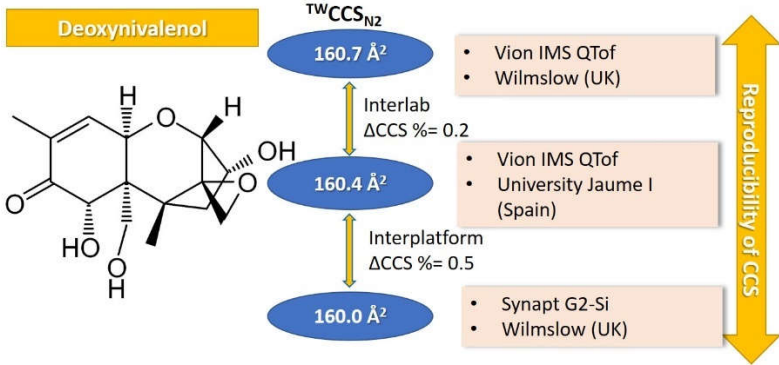 Deoxynivalenol
TWCCSN2
160.7 Å²
• Vion IMS QTof
• Wilmslow (UK)
Interlab
ΔCCS %= 0.2
H
O
H
OH
O
O
HO
O
H
160.4 Å²
• Vion IMS QTof
• University Jaume I
(Spain)
Interplatform
ΔCCS %= 0.5
160.0 Å²
• Synapt G2-Si
• Wilmslow (UK)
Reproducibility of CCS